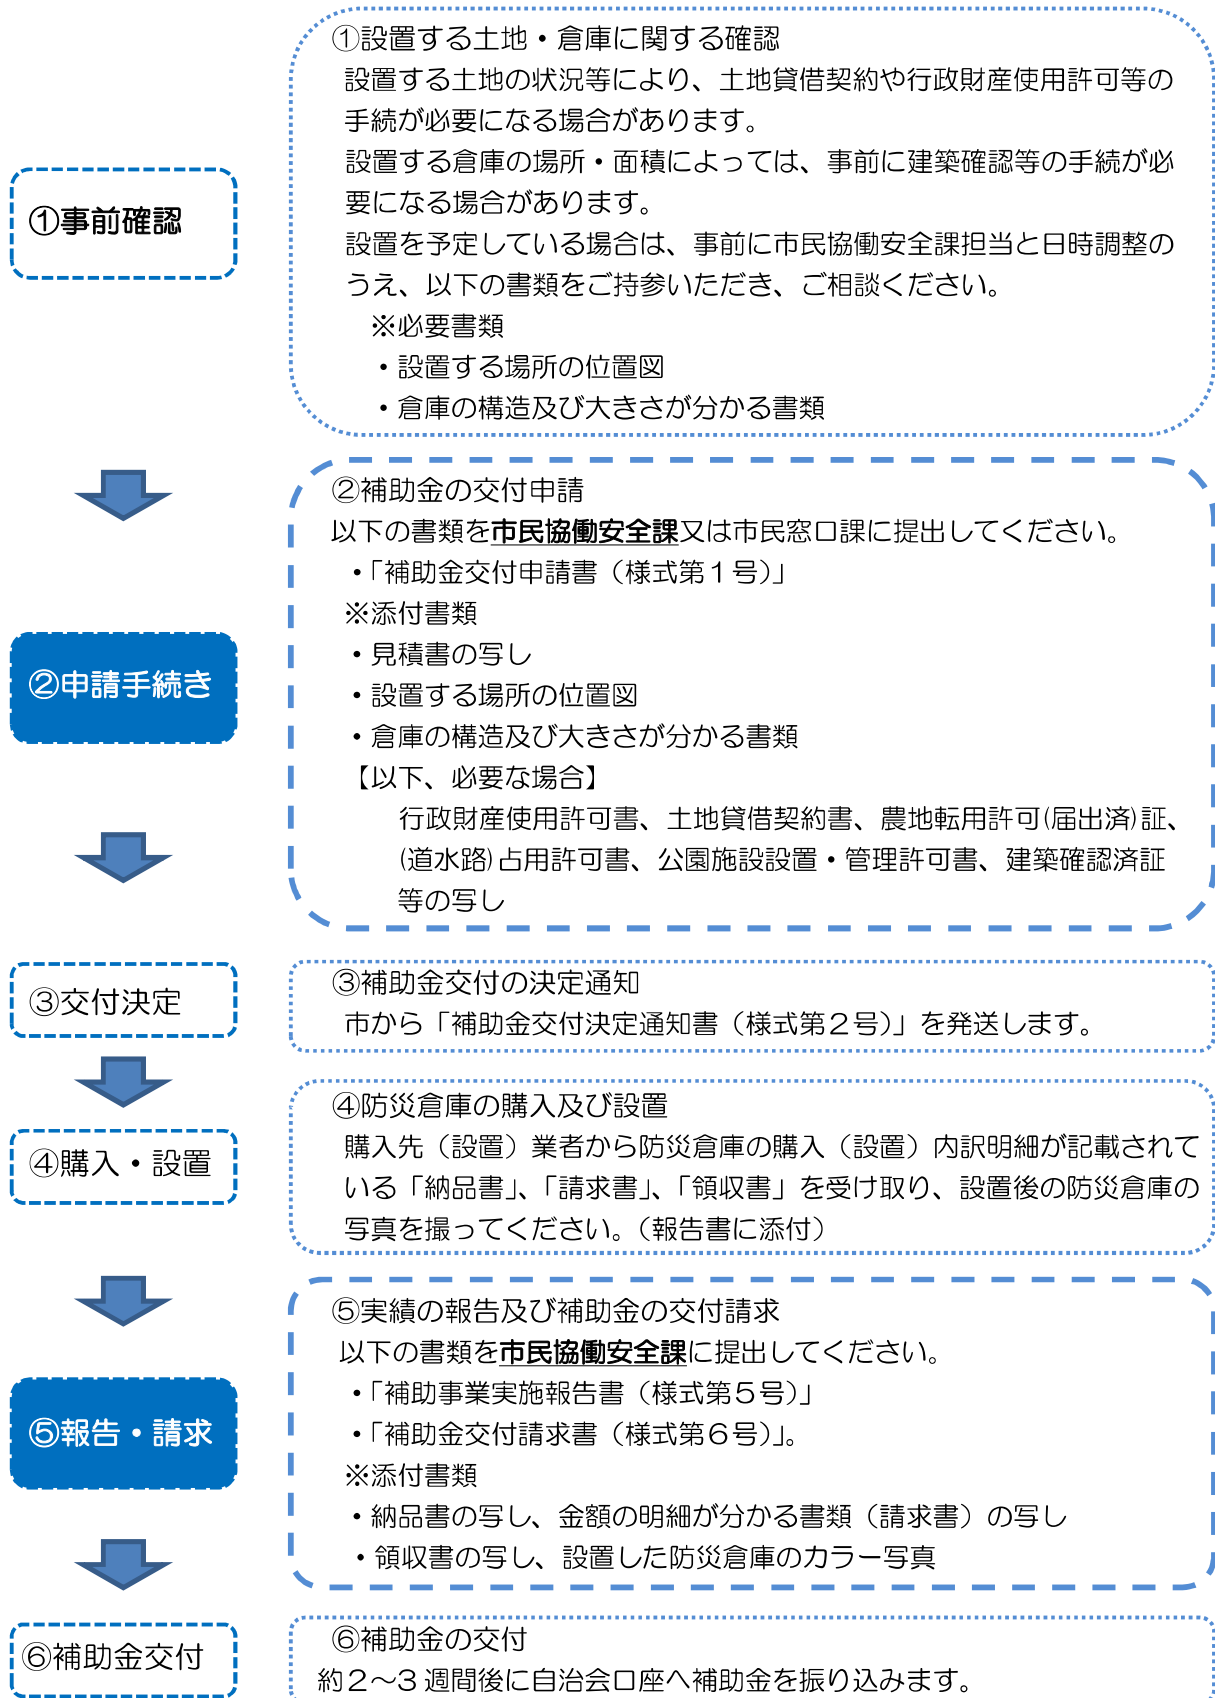 ①事前確認
①設置する土地・倉庫に関する確認
設置する土地の状況等により、土地貸借契約や行政財産使用許可等の
手続が必要になる場合があります。
設置する倉庫の場所・面積によっては、事前に建築確認等の手続が必
要になる場合があります。
設置を予定している場合は、事前に市民協働安全課担当と日時調整の
うえ、以下の書類をご持参いただき、ご相談ください。
※必要書類
・設置する場所の位置図
・倉庫の構造及び大きさが分かる書類
②申請手続き
②補助金の交付申請
以下の書類を市民協働安全課又は市民窓口課に提出してください。
・「補助金交付申請書（様式第１号）」
※添付書類
・見積書の写し
・設置する場所の位置図
・倉庫の構造及び大きさが分かる書類
【以下、必要な場合】
行政財産使用許可書、土地貸借契約書、農地転用許可(届出済)証、
(道水路)占用許可書、公園施設設置・管理許可書、建築確認済証
等の写し
③交付決定
③補助金交付の決定通知
市から「補助金交付決定通知書（様式第２号）」を発送します。
④購入・設置
④防災倉庫の購入及び設置
購入先（設置）業者から防災倉庫の購入（設置）内訳明細が記載されて
いる「納品書」、「請求書」、「領収書」を受け取り、設置後の防災倉庫の
写真を撮ってください。（報告書に添付）
⑤報告・請求
⑤実績の報告及び補助金の交付請求
以下の書類を市民協働安全課に提出してください。
・「補助事業実施報告書（様式第５号）」
・「補助金交付請求書（様式第６号）」。
※添付書類
・納品書の写し、金額の明細が分かる書類（請求書）の写し
・領収書の写し、設置した防災倉庫のカラー写真
⑥補助金交付
⑥補助金の交付
約２～３週間後に自治会口座へ補助金を振り込みます。